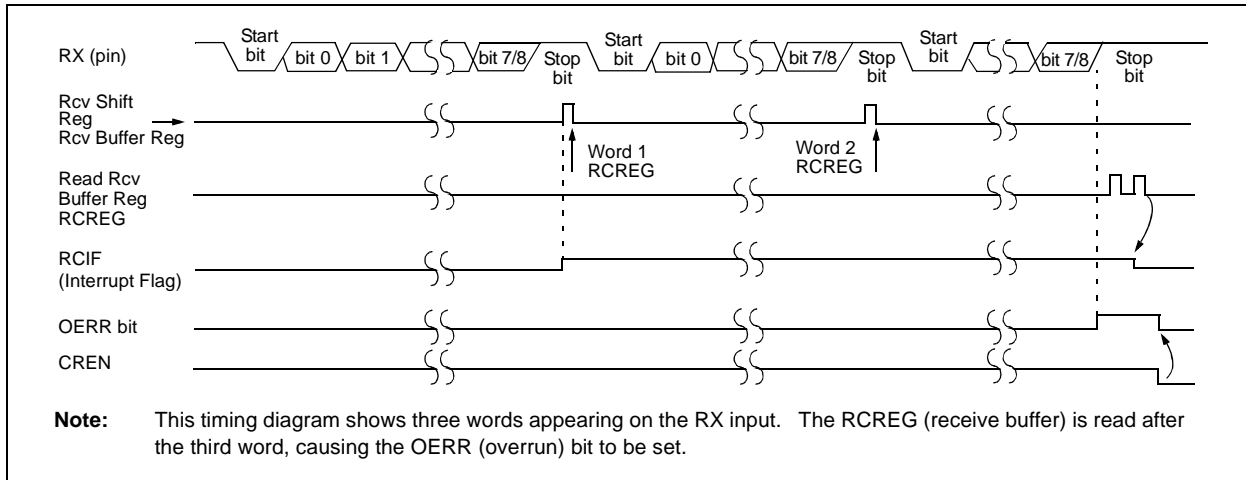 RX (pin) Start bit bit 0 bit 1 bit 7/8 Stop bit Start bit bit 0 bit 7/8 Stop bit Start bit bit 7/8 Stop bit
Rcv Shift
Reg
Rcv Buffer Reg
Word 1
RCREG
Word 2
RCREG
Read Rcv
Buffer Reg
RCREG
RCIF
(Interrupt Flag)
OERR bit
CREN
Note: This timing diagram shows three words appearing on the RX input. The RCREG (receive buffer) is read after
the third word, causing the OERR (overrun) bit to be set.